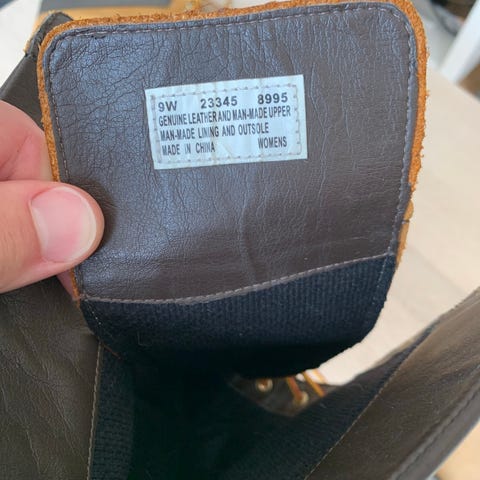 9W 23345 8995
GENUINE LEATHER AND MAN-MADE UPPER
MAN-MADE LINING AND OUTSOLE
MADE IN CHINA WOMENS